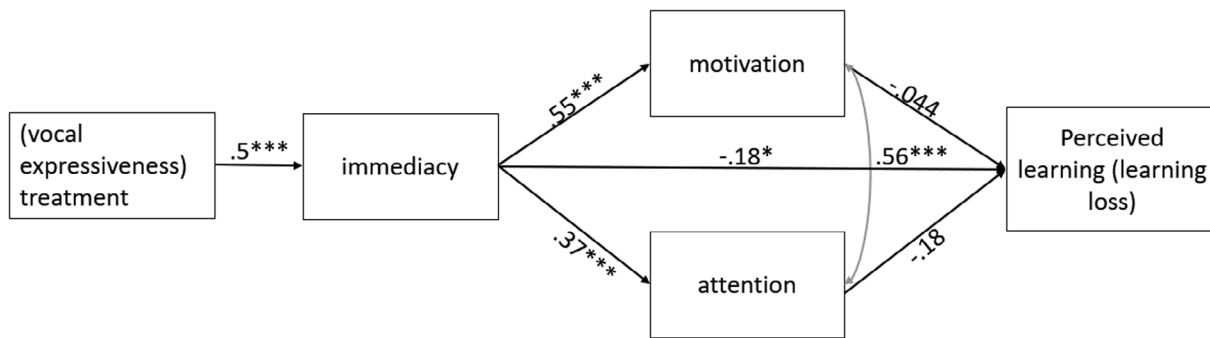 (vocal
expressiveness)
treatment
.5***
immediacy
.55***
-.18*
.37***
motivation
.56***
attention
-.044
-.18
Perceived
learning (learning
loss)